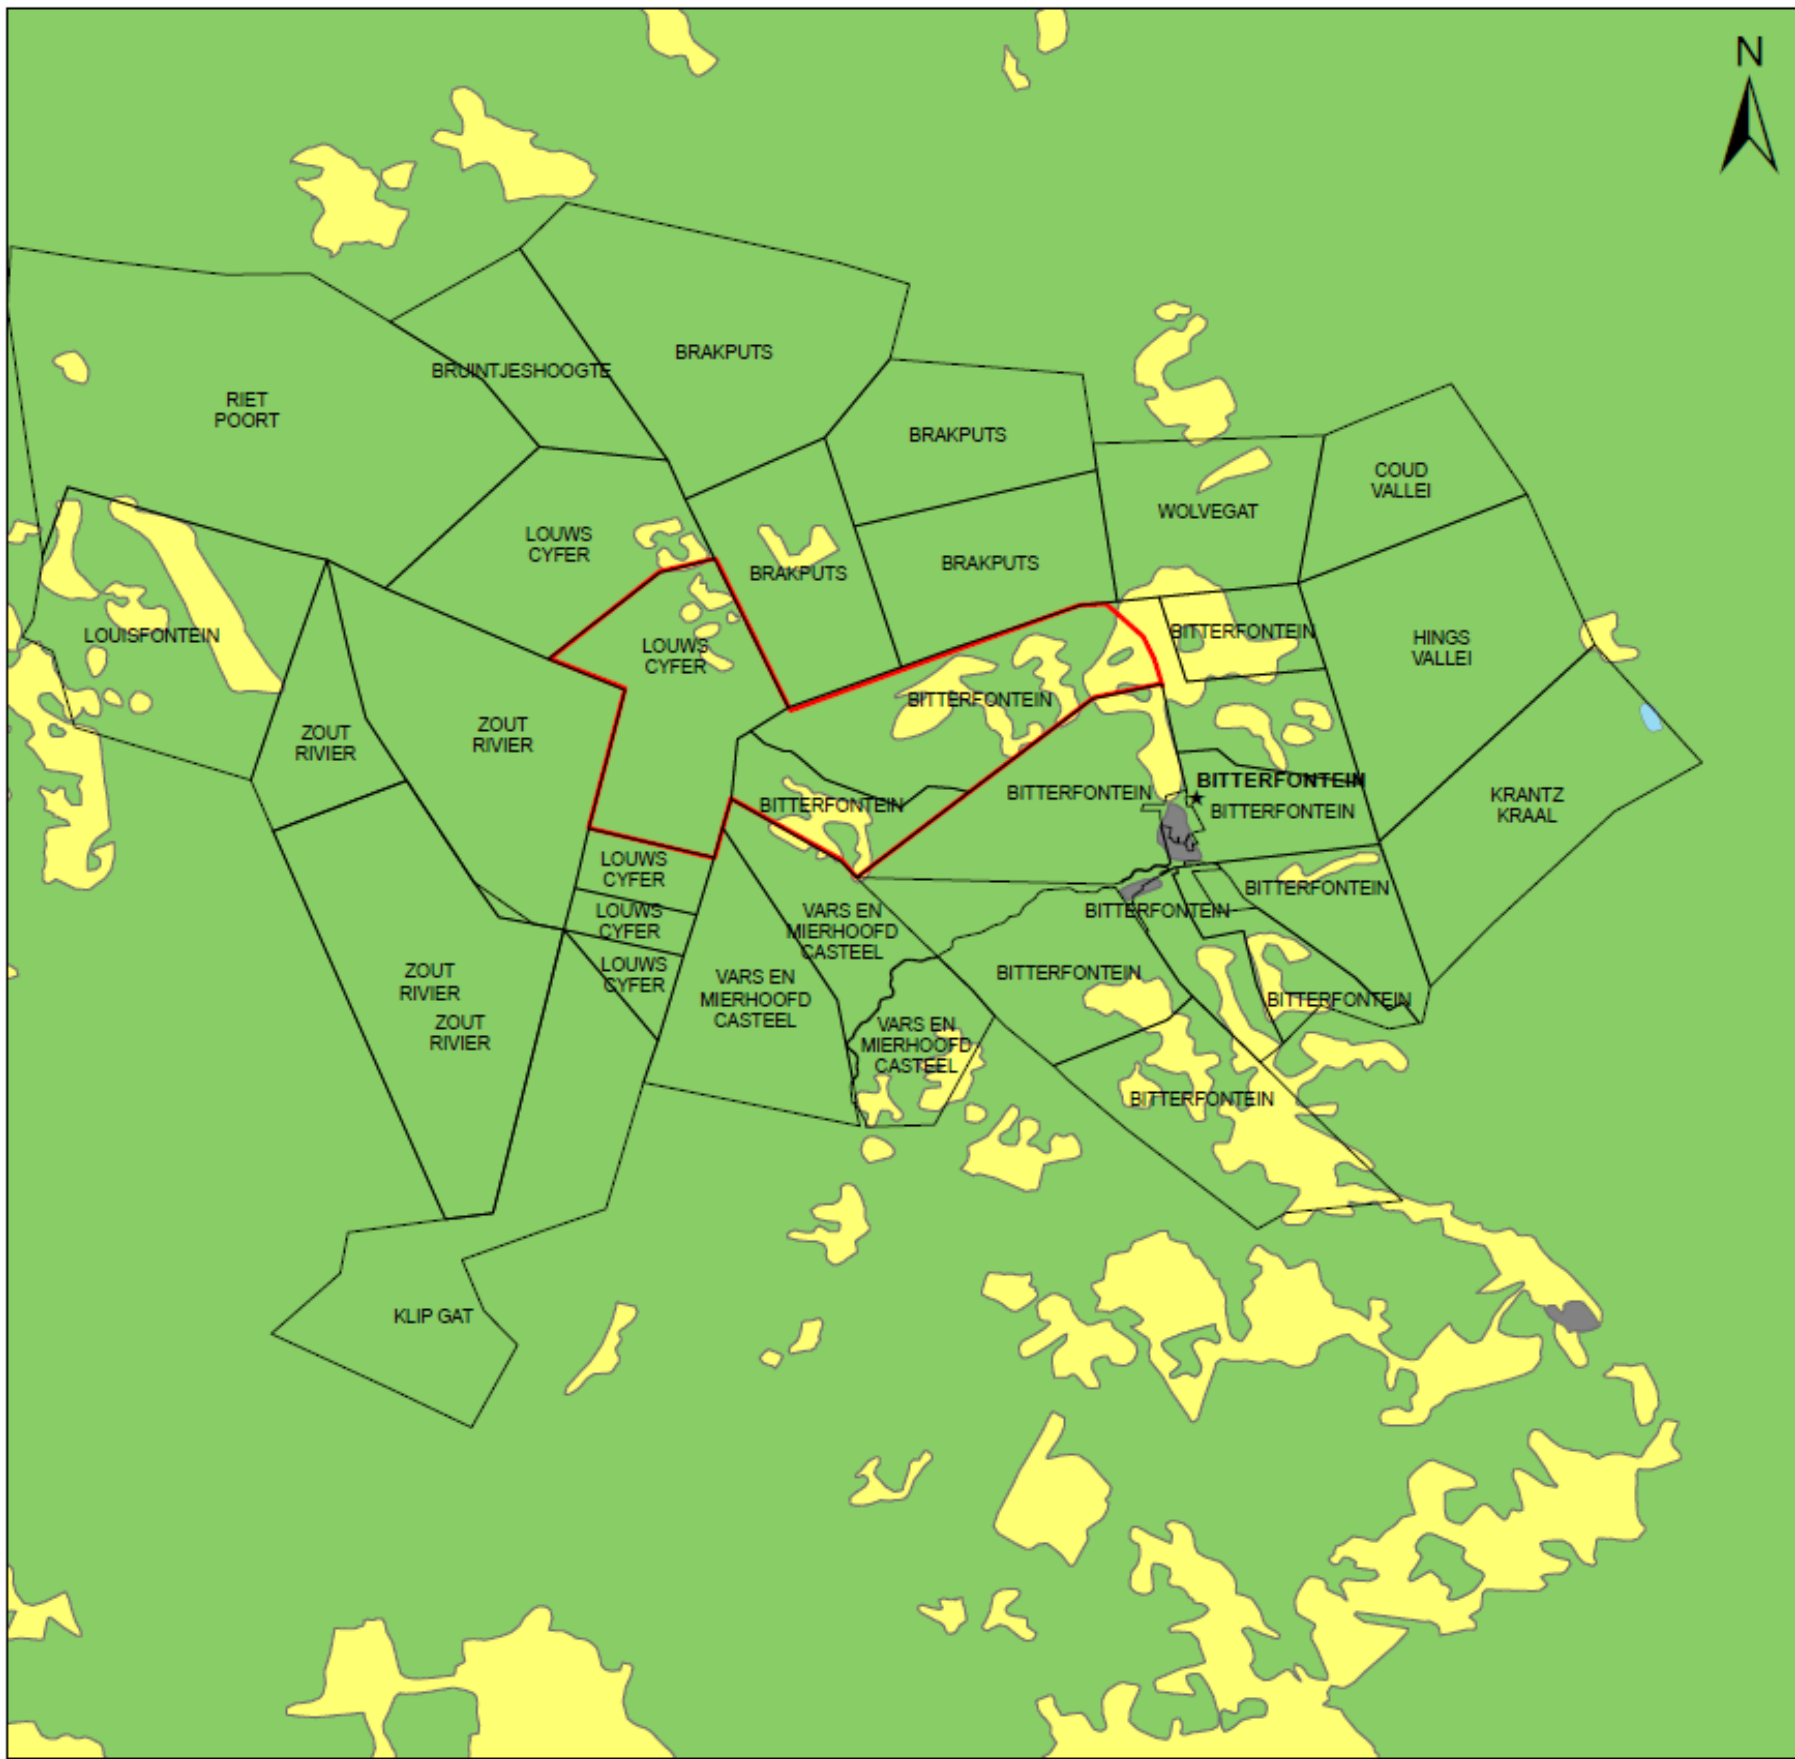 N
BRAKPUTS
BRUINTJESHOOGTE
RIET
POORT
BRAKPUTS
COUD
VALLEI
WOLVEGAT
LOUWS
CYFER
BRAKPUTS
BRAKPUTS
LOUISFONTEIN
BITTERFONTEIN
HINGS
VALLEI
LOUWS
CYFER
BITTERFONTEIN
ZOUT
RIVIER
ZOUT
RIVIER
BITTERFONTEIN
BITTERFONTEIN
BITTERFONTEIN
BITTERFONTEIN
KRANTZ
KRAAL
LOUWS
CYFER
BITTERFONTEIN
LOUWS
CYFER
VARS EN
MIERHOOFD
CASTEEL
BITTERFONTEIN
LOUWS
CYFER
ZOUT
RIVIER
ZOUT
RIVIER
VARS EN
MIERHOOFD
CASTEEL
BITTERFONTEIN
BITTERFONTEIN
VARS EN
MIERHOOFD
CASTEEL
BITTERFONTEIN
KLIP GAT